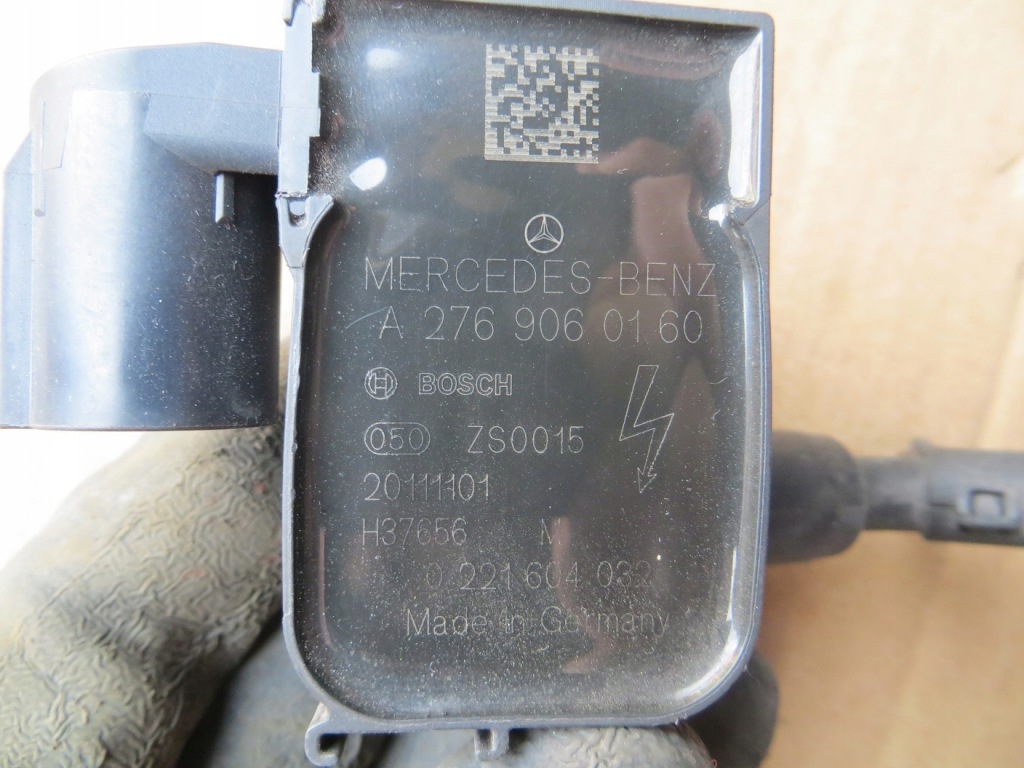 MERCEDES-BENZ
A 276 906 01 60
BOSCH
050 ZS0015
20111101
H37656 M
0 221 604 032
Made in Germany